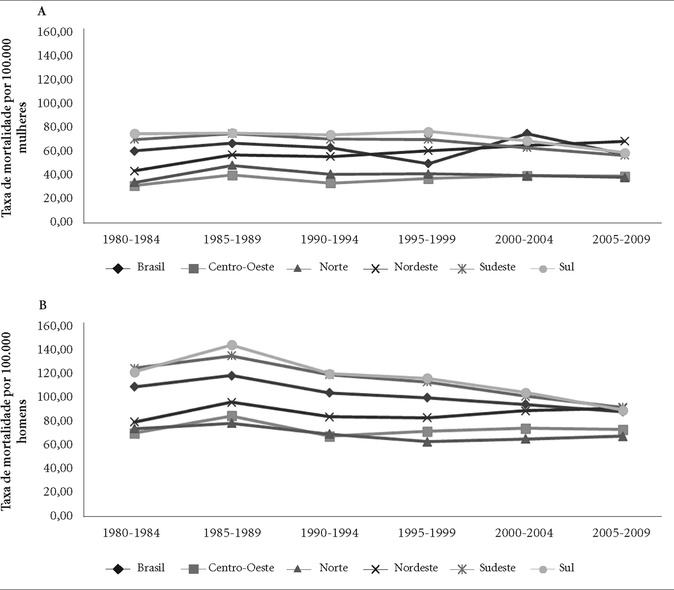 A
Taxa de mortalidade por 100.000
mulheres
160,00
140,00
120,00
100,00
80,00
60,00
40,00
20,00
0,00
1980-1984 1985-1989 1990-1994 1995-1999 2000-2004 2005-2009
Brasil Centro-Oeste Norte Nordeste Sudeste Sul
B
Taxa de mortalidade por 100.000
homens
160,00
140,00
120,00
100,00
80,00
60,00
40,00
20,00
0,00
1980-1984 1985-1989 1990-1994 1995-1999 2000-2004 2005-2009
Brasil Centro-Oeste Norte Nordeste Sudeste Sul